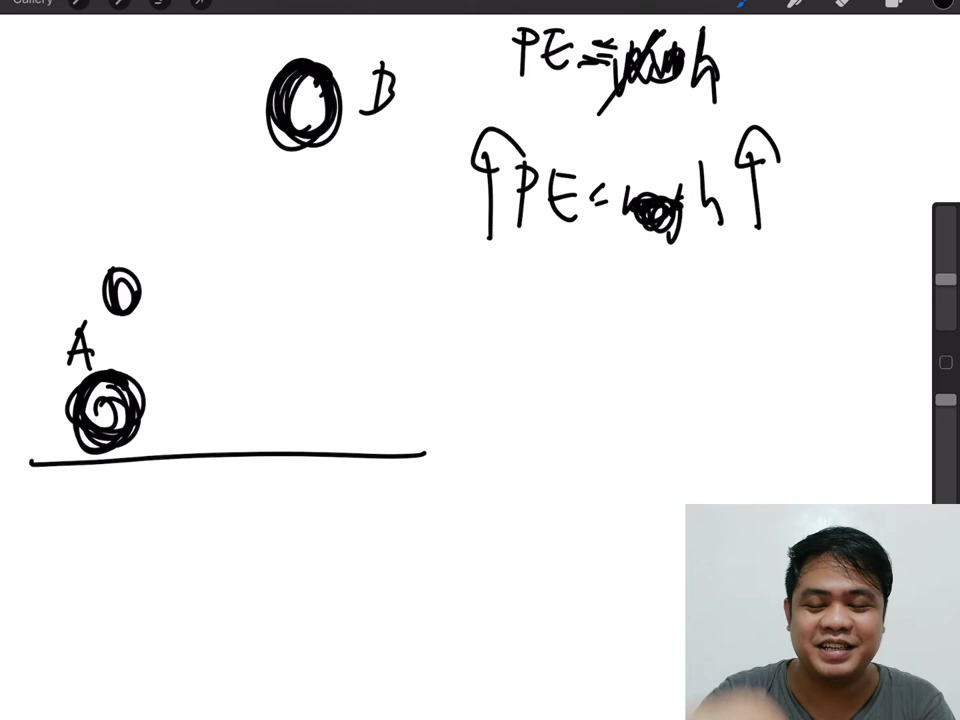 Gallery
PE = h
B
PE = h
A